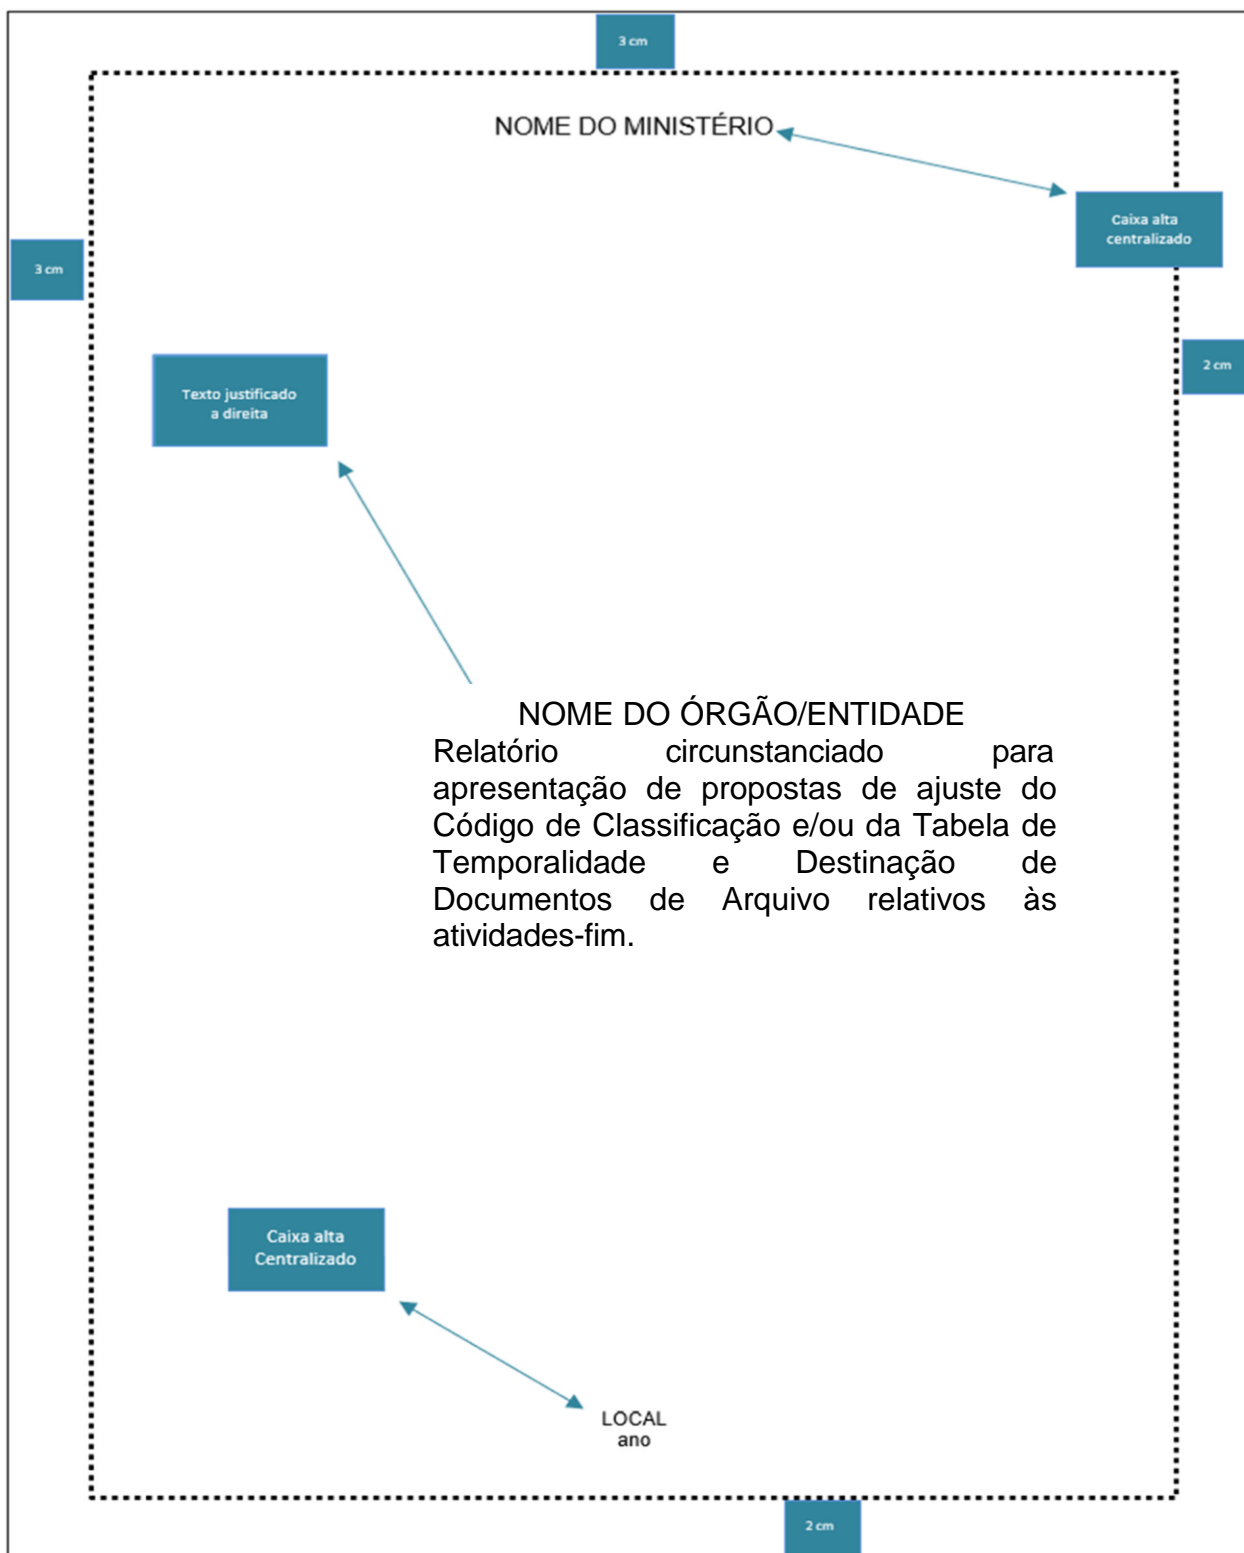 3 cm
NOME DO MINISTÉRIO
Caixa alta
centralizado
3 cm
2 cm
Texto justificado
a direita
NOME DO ÓRGÃO/ENTIDADE
Relatório circunstanciado para
apresentação de propostas de ajuste do
Código de Classificação e/ou da Tabela de
Temporalidade e Destinação de
Documentos de Arquivo relativos às
atividades-fim.
Caixa alta
Centralizado
LOCAL
ano
2 cm